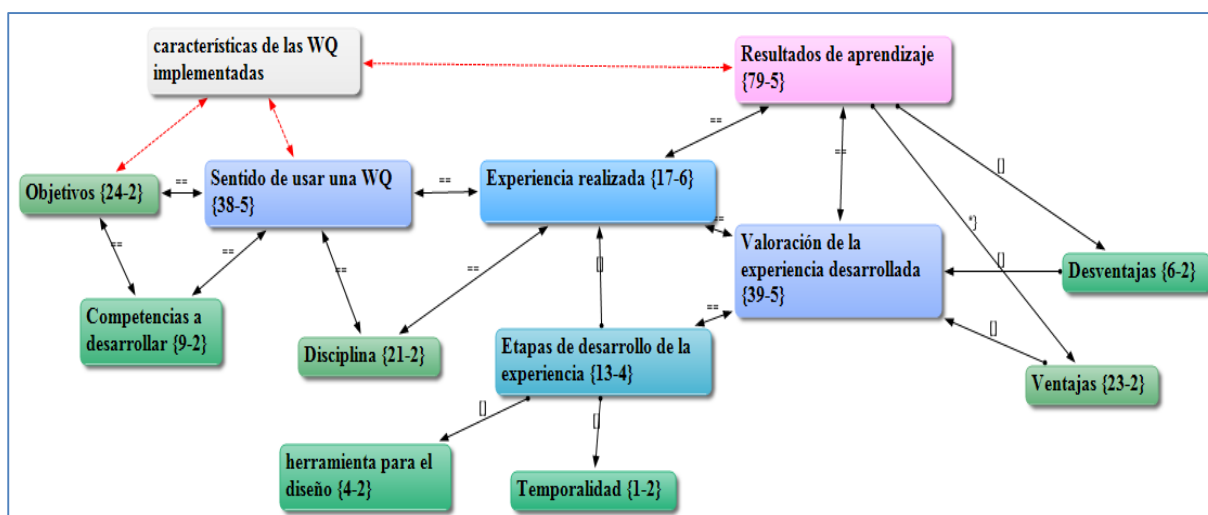 características de las WQ
implementadas
Resultados de aprendizaje
{79-5}
==
[]
Objetivos {24-2}
==
Sentido de usar una WQ
{38-5}
==
Experiencia realizada {17-6}
==
==
*}
==
==
==
==
[]
Valoración de la
experiencia desarrollada
{39-5}
[]
Desventajas {6-2}
Competencias a
desarrollar {9-2}
Disciplina {21-2}
==
Etapas de desarrollo de la
experiencia {13-4}
[]
Ventajas {23-2}
[]
[]
herramienta para el
diseño {4-2}
Temporalidad {1-2}